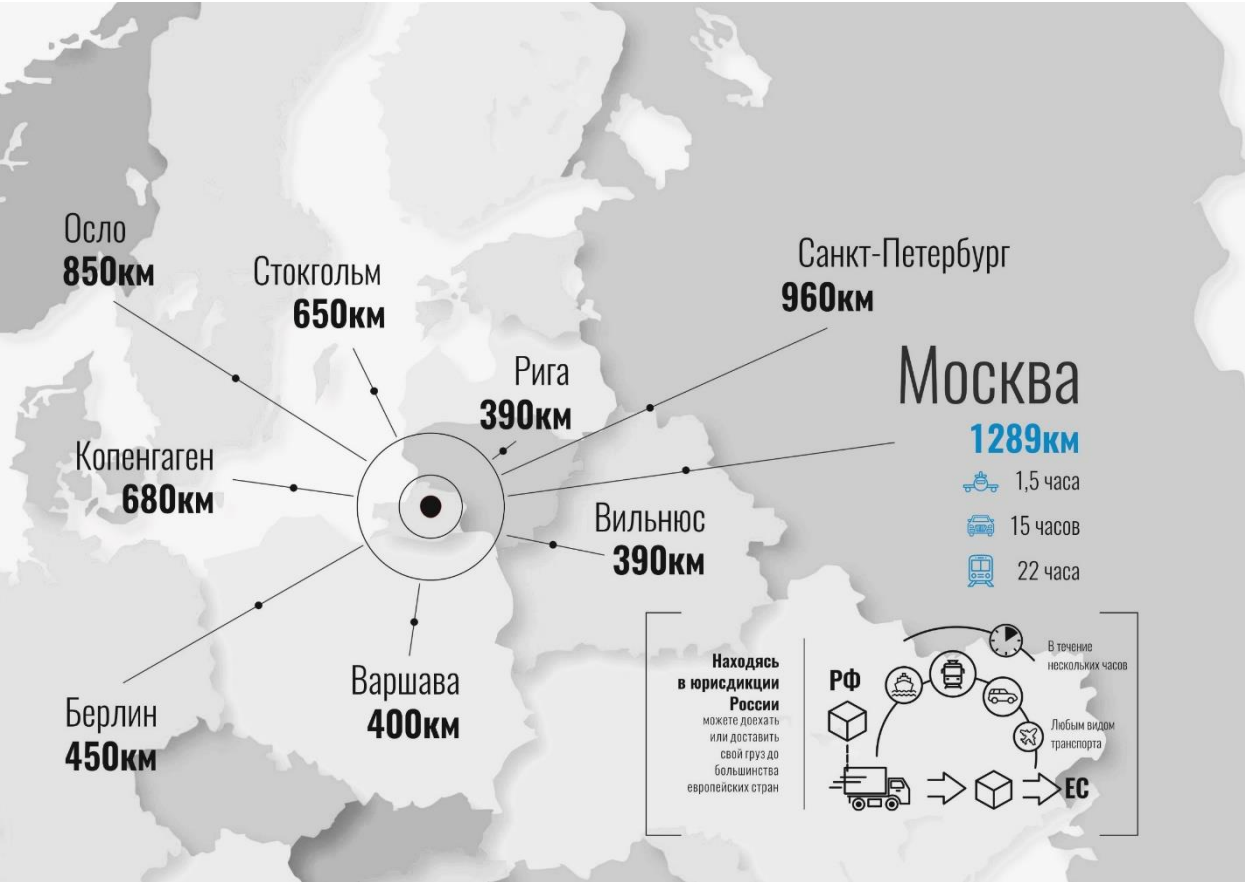 Осло
850км
Стокгольм
650км
Санкт-Петербург
960км
Рига
390км
Москва
1289км
1,5 часа
15 часов
22 часа
Копенгаген
680км
Вильнюс
390км
Варшава
400км
Берлин
450км
Находясь
в юрисдикции
России
можете доехать
или доставить
свой груз до
большинства
европейских стран
РФ
В течение
нескольких часов
Любым видом
транспорта
ЕС